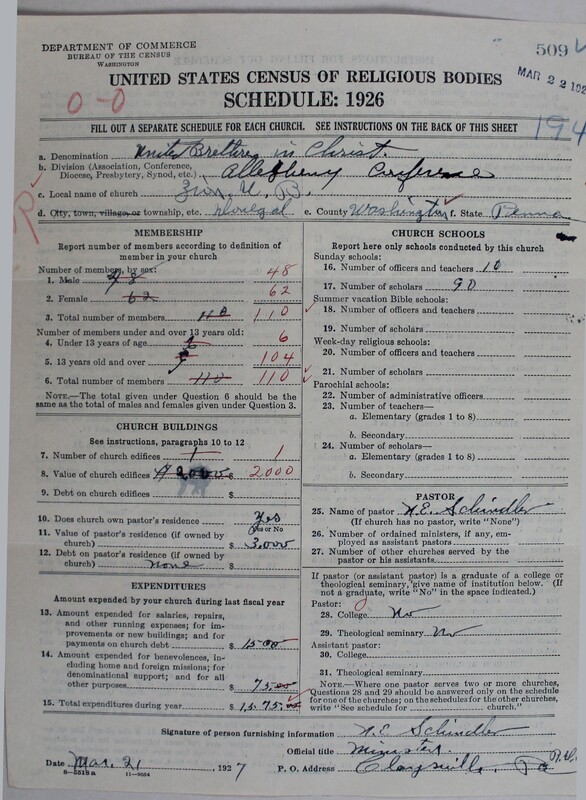 DEPARTMENT OF COMMERCE
BUREAU OF THE CENSUS
WASHINGTON
509
MAR 22 192
UNITED STATES CENSUS OF RELIGIOUS BODIES
0-0
SCHEDULE: 1926
FILL OUT A SEPARATE SCHEDULE FOR EACH CHURCH. SEE INSTRUCTIONS ON THE BACK OF THIS SHEET
194
a. Denomination United Brethren in Christ.
b. Division (Association, Conference, Diocese, Presbytery, Synod, etc.) Allegheny Conference
c. Local name of church Zion U. B.
d. City, town, village, or township, etc. Donegal e. County Washington f. State Penna
MEMBERSHIP
Report number of members according to definition of member in your church
Number of members, by sex:
1. Male 48 48
2. Female 62 62
3. Total number of members 110 110
Number of members under and over 13 years old:
4. Under 13 years of age 6 6
5. 13 years old and over 104
6. Total number of members 110 110
NOTE.—The total given under Question 6 should be the same as the total of males and females given under Question 3.
CHURCH BUILDINGS
See instructions, paragraphs 10 to 12
7. Number of church edifices 1 1
8. Value of church edifices $ 2000 $ 2000
9. Debt on church edifices $
10. Does church own pastor's residence Yes
Yes or No
11. Value of pastor's residence (if owned by church) $ 3,000
12. Debt on pastor's residence (if owned by church) none $
EXPENDITURES
Amount expended by your church during last fiscal year
13. Amount expended for salaries, repairs, and other running expenses; for improvements or new buildings; and for payments on church debt $
14. Amount expended for benevolences, including home and foreign missions; for denominational support; and for all other purposes $ 75.00
15. Total expenditures during year $
CHURCH SCHOOLS
Report here only schools conducted by this church
Sunday schools:
16. Number of officers and teachers 10
17. Number of scholars 90
Summer vacation Bible schools:
18. Number of officers and teachers
19. Number of scholars
Week-day religious schools:
20. Number of officers and teachers
21. Number of scholars
Parochial schools:
22. Number of administrative officers
23. Number of teachers—
a. Elementary (grades 1 to 8)
b. Secondary
24. Number of scholars—
a. Elementary (grades 1 to 8)
b. Secondary
PASTOR
25. Name of pastor N.E. Schindler
(If church has no pastor, write "None")
26. Number of ordained ministers, if any, employed as assistant pastors
27. Number of other churches served by the pastor or his assistants
If pastor (or assistant pastor) is a graduate of a college or theological seminary, give name of institution below. (If not a graduate, write "No" in the space indicated.)
Pastor:
28. College No
29. Theological seminary No
Assistant pastor:
30. College
31. Theological seminary
NOTE.—Where one pastor serves two or more churches, Questions 28 and 29 should be answered only on the schedule for one of the churches; on the schedules for the other churches, write "See schedule for church."
Signature of person furnishing information N.E. Schindler
Official title Minister.
Date Mar. 21 1927 P. O. Address Claysville, Pa
8-5518a 11-9554